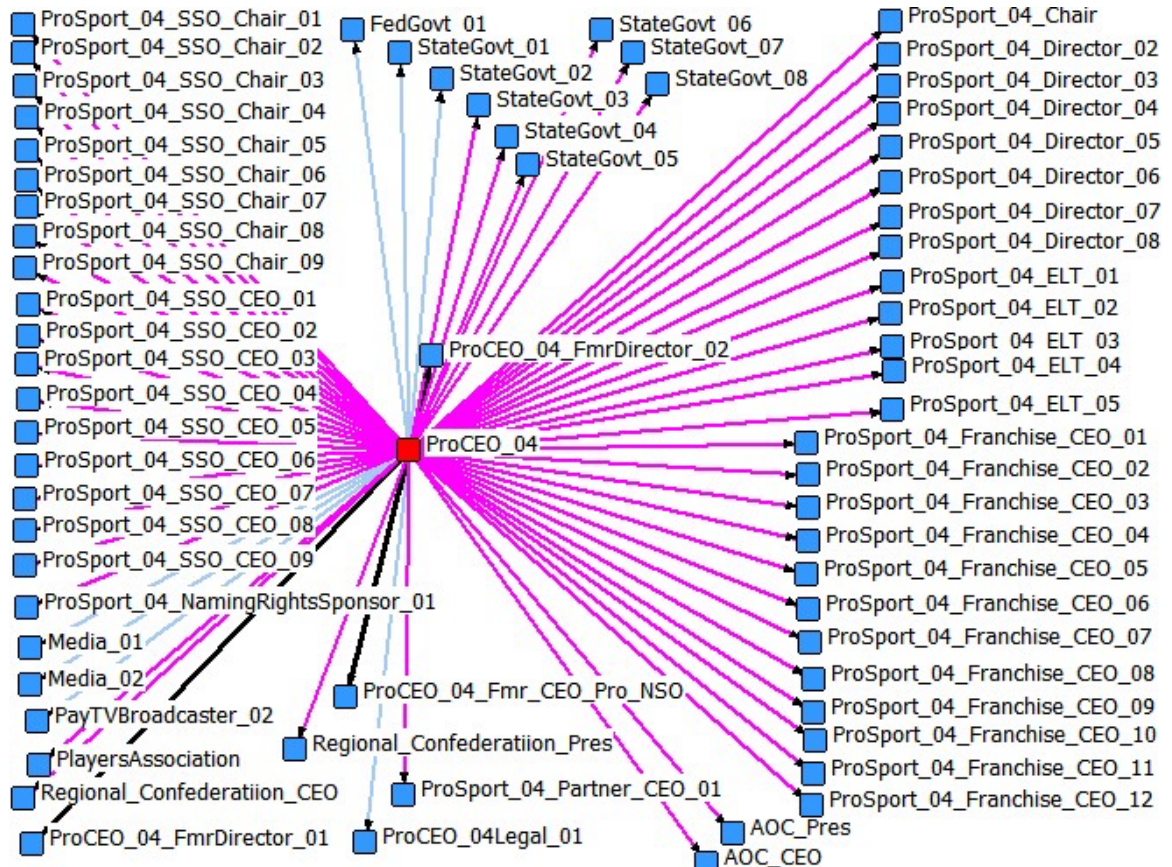 ProSport_04_SSO_Chair_01
ProSport_04_SSO_Chair_02
ProSport_04_SSO_Chair_03
ProSport_04_SSO_Chair_04
ProSport_04_SSO_Chair_05
ProSport_04_SSO_Chair_06
ProSport_04_SSO_Chair_07
ProSport_04_SSO_Chair_08
ProSport_04_SSO_Chair_09
ProSport_04_SSO_CEO_01
ProSport_04_SSO_CEO_02
ProSport_04_SSO_CEO_03
ProSport_04_SSO_CEO_04
ProSport_04_SSO_CEO_05
ProSport_04_SSO_CEO_06
ProSport_04_SSO_CEO_07
ProSport_04_SSO_CEO_08
ProSport_04_SSO_CEO_09
ProSport_04_NamingRightsSponsor_01
Media_01
Media_02
PayTVBroadcaster_02
PlayersAssociation
Regional_Confederatiion_CEO
ProCEO_04_FmrDirector_01
FedGovt_01
StateGovt_01
StateGovt_02
StateGovt_03
StateGovt_04
StateGovt_05
StateGovt_06
StateGovt_07
StateGovt_08
ProCEO_04_FmrDirector_02
ProCEO_04
ProCEO_04_Fmr_CEO_Pro_NSO
Regional_Confederatiion_Pres
ProSport_04_Partner_CEO_01
ProCEO_04Legal_01
AOC_Pres
AOC_CEO
ProSport_04_Chair
ProSport_04_Director_02
ProSport_04_Director_03
ProSport_04_Director_04
ProSport_04_Director_05
ProSport_04_Director_06
ProSport_04_Director_07
ProSport_04_Director_08
ProSport_04_ELT_01
ProSport_04_ELT_02
ProSport_04_ELT_03
ProSport_04_ELT_04
ProSport_04_ELT_05
ProSport_04_Franchise_CEO_01
ProSport_04_Franchise_CEO_02
ProSport_04_Franchise_CEO_03
ProSport_04_Franchise_CEO_04
ProSport_04_Franchise_CEO_05
ProSport_04_Franchise_CEO_06
ProSport_04_Franchise_CEO_07
ProSport_04_Franchise_CEO_08
ProSport_04_Franchise_CEO_09
ProSport_04_Franchise_CEO_10
ProSport_04_Franchise_CEO_11
ProSport_04_Franchise_CEO_12